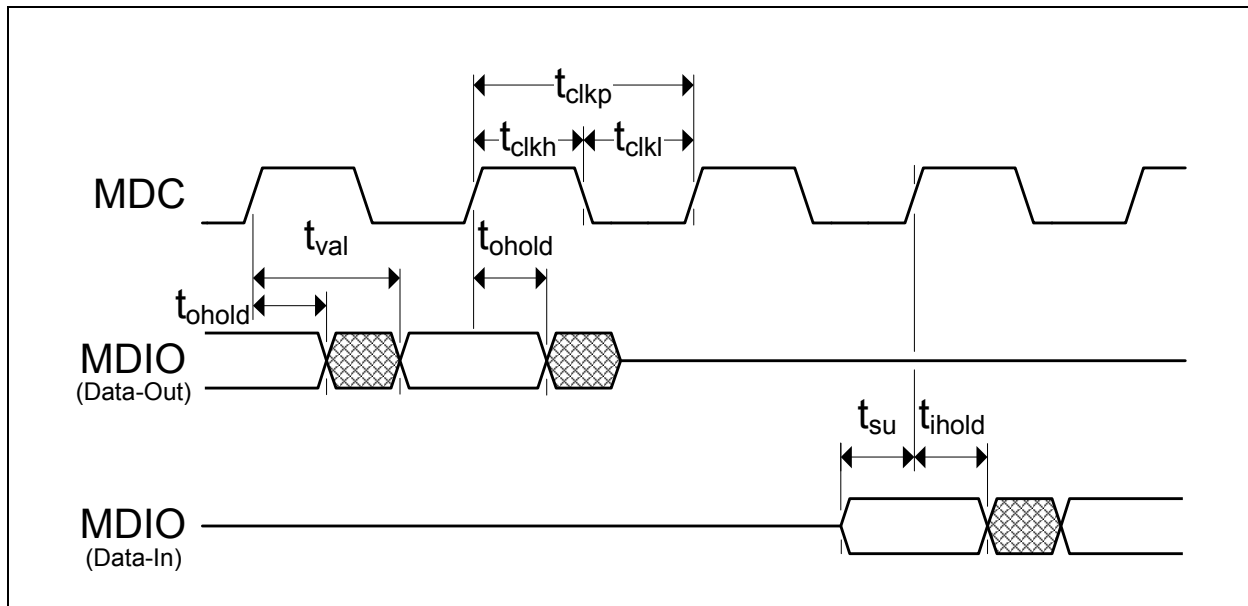 tclkp
tclkh
tclkl
MDC
tval
tohold
tohold
MDIO
(Data-Out)
tsu
tihold
MDIO
(Data-In)